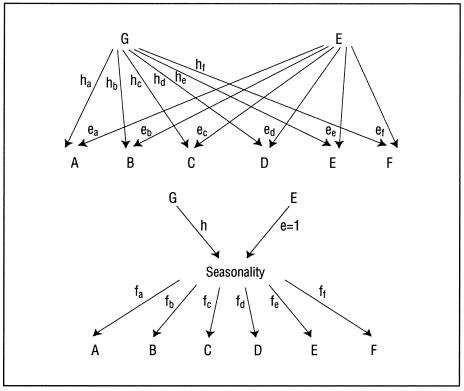 G E
h_a h_b h_c h_d h_e h_f
e_a e_b e_c e_d e_e e_f
A B C D E F
G E
h e=1
Seasonality
f_a f_b f_c f_d f_e f_f
A B C D E F